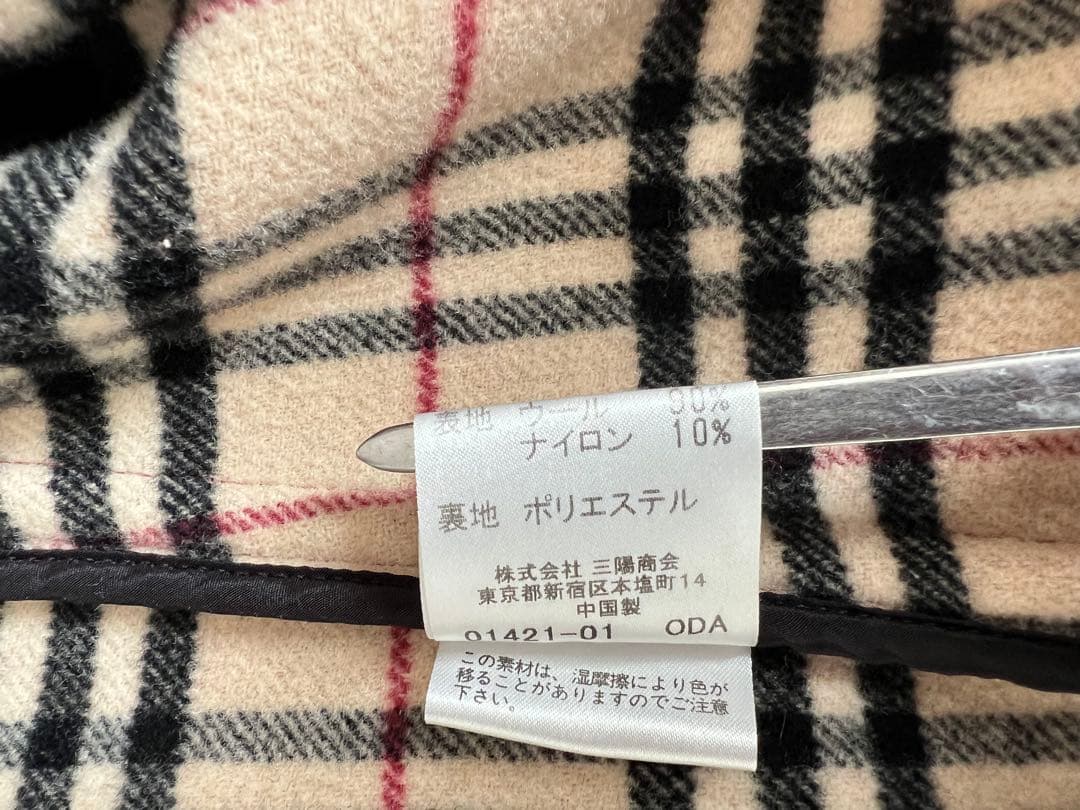 表地 ウール 90%
ナイロン 10%
裏地 ポリエステル
株式会社 三陽商会
東京都新宿区本塩町14
中国製
91421-01 ODA
この素材は、湿摩擦により色が
移ることがありますのでご注意
下さい。